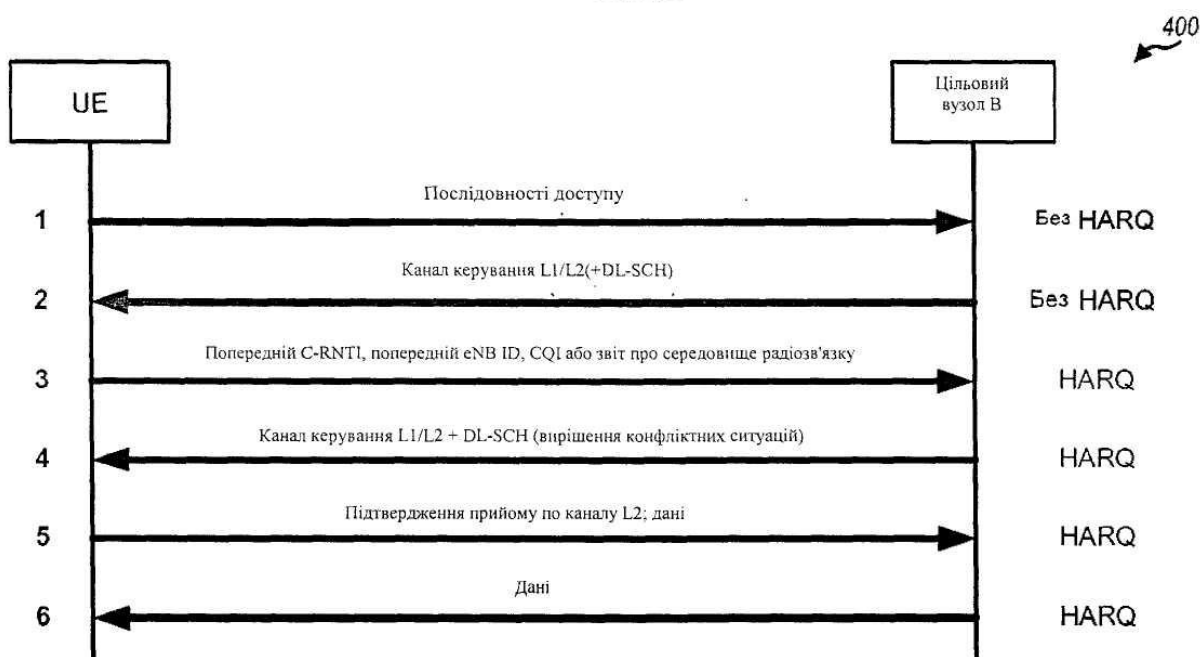 400
UE
Цільовий
вузол В
Послідовності доступу
1
Без HARQ
Канал керування L1/L2(+DL-SCH)
2
Без HARQ
Попередній C-RNTI, попередній eNB ID, CQI або звіт про середовище радіозв'язку
3
HARQ
Канал керування L1/L2 + DL-SCH (вирішення конфліктних ситуацій)
4
HARQ
Підтвердження прийому по каналу L2; дані
5
HARQ
Дані
6
HARQ